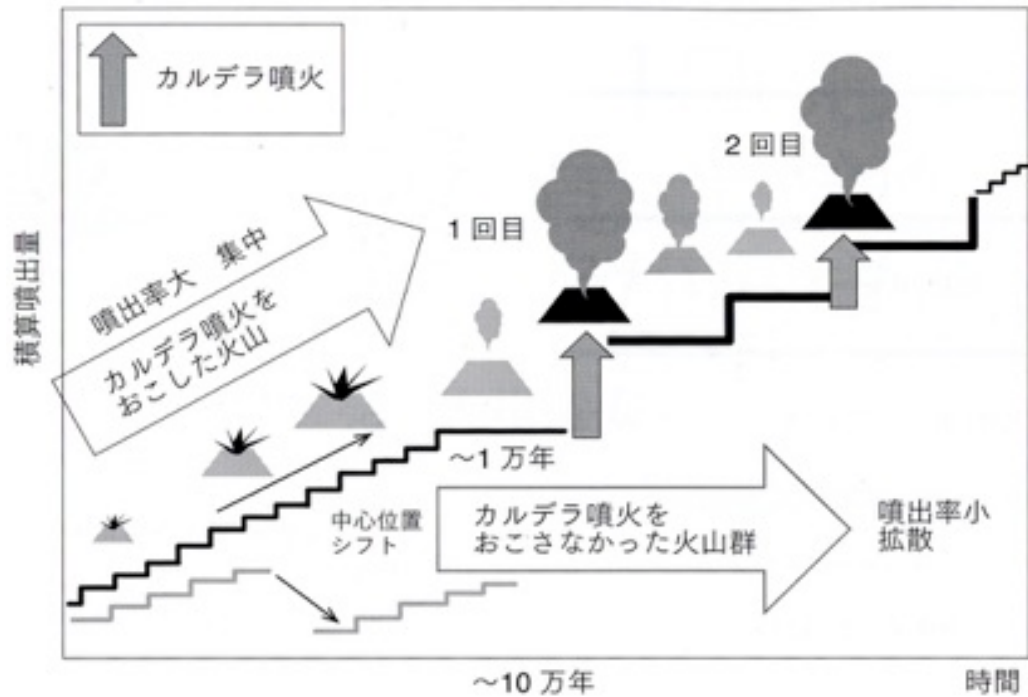 カルデラ噴火
2 回目
1 回目
噴出率大 集中
カルデラ噴火を
おこした火山
積算噴出量
～1 万年
中心位置
シフト
カルデラ噴火を
おこさなかった火山群
噴出率小
拡散
～10 万年
時間